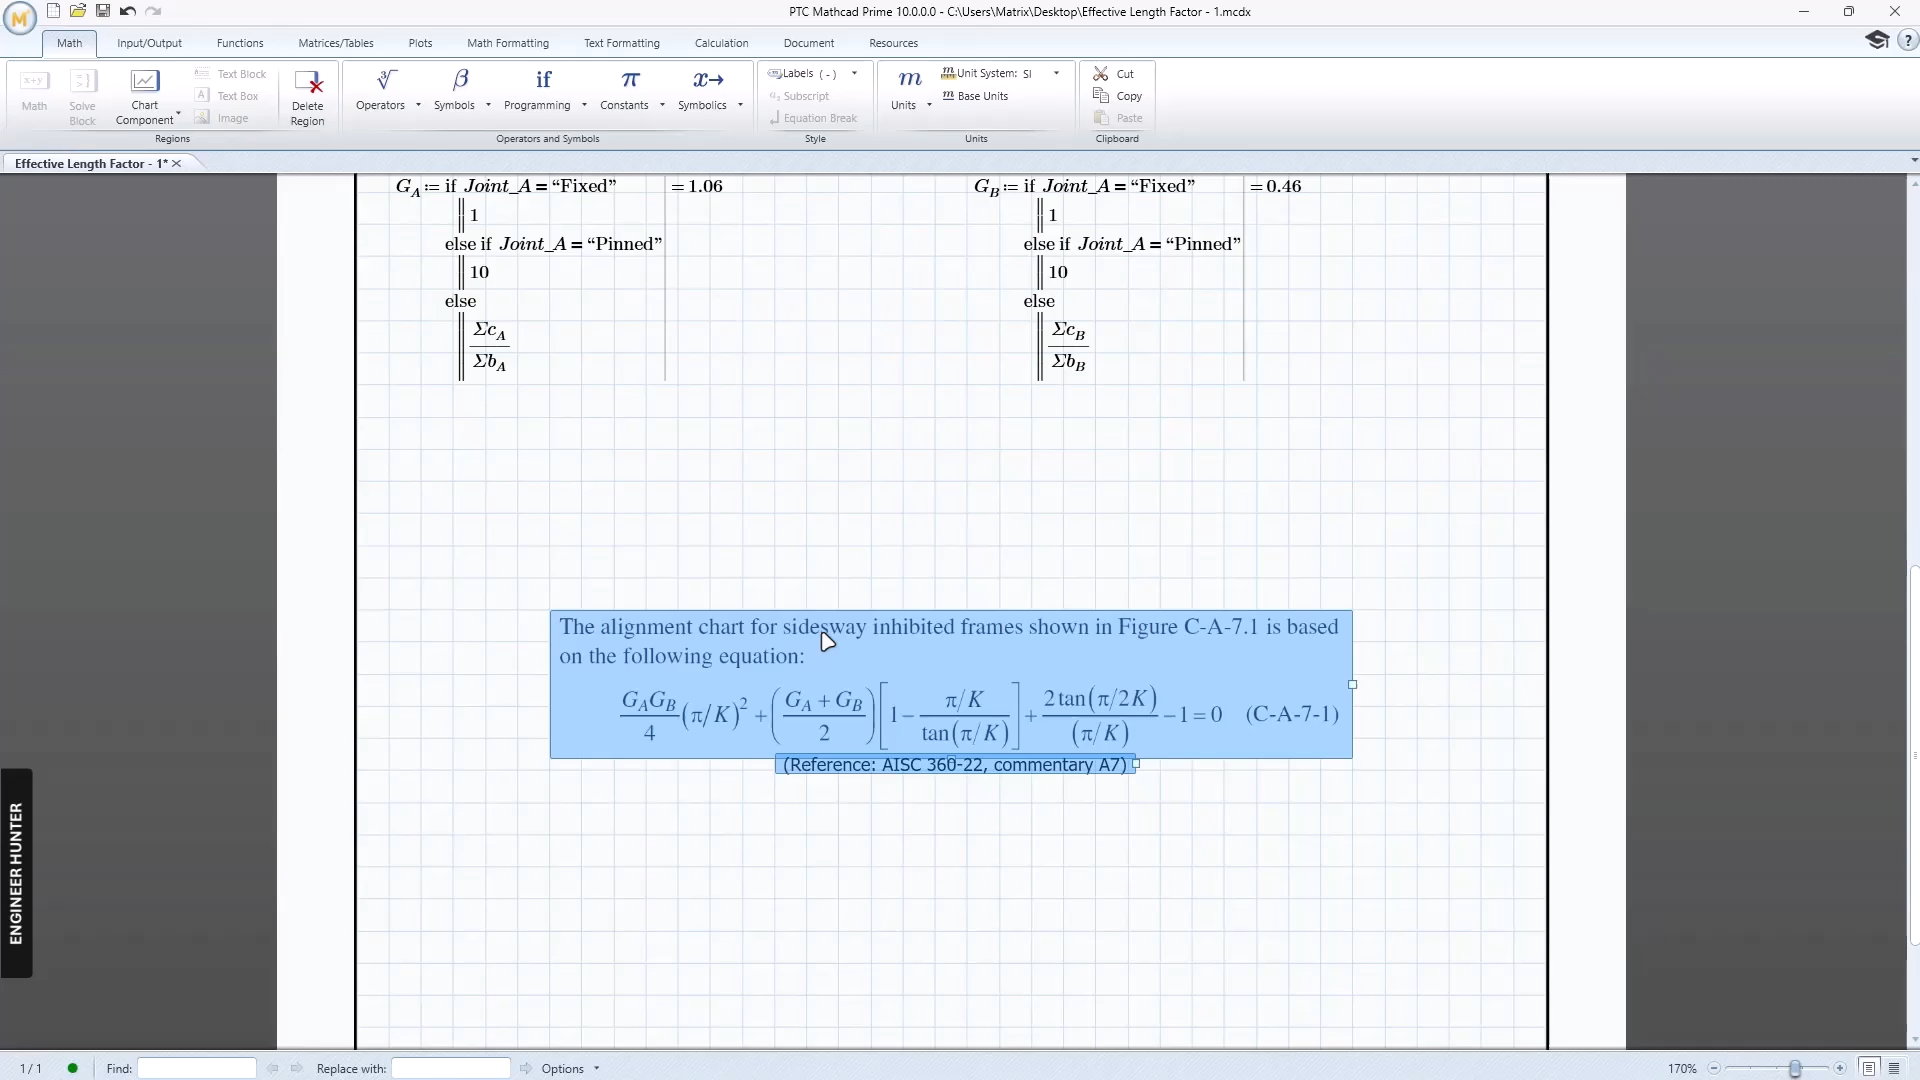 PTC Mathcad Prime 10.0.0.0 - C:\Users\Matrix\Desktop\Effective Length Factor - 1.mcdx
Math Input/Output Functions Matrices/Tables Plots Math Formatting Text Formatting Calculation Document Resources
Math
Solve Block
Chart Component
Text Block
Text Box
Image
Delete Region
Regions
Operators Symbols Programming Constants Symbolics
Operators and Symbols
Labels (-)
Subscript
Equation Break
Style
Units
Unit System: SI
Base Units
Units
Cut
Copy
Paste
Clipboard
Effective Length Factor - 1*
G_A := if Joint_A = “Fixed” = 1.06
1
else if Joint_A = “Pinned”
10
else
Σc_A
Σb_A
G_B := if Joint_A = “Fixed” = 0.46
1
else if Joint_A = “Pinned”
10
else
Σc_B
Σb_B
The alignment chart for sidesway inhibited frames shown in Figure C-A-7.1 is based
on the following equation:
G_A G_B/4 (π/K)² + ((G_A + G_B)/2) [1 − (π/K)/tan(π/K)] + 2 tan(π/2K)/(π/K) − 1 = 0 (C-A-7-1)
(Reference: AISC 360-22, commentary A7)
ENGINEER HUNTER
1 / 1 Find: Replace with: Options 170%